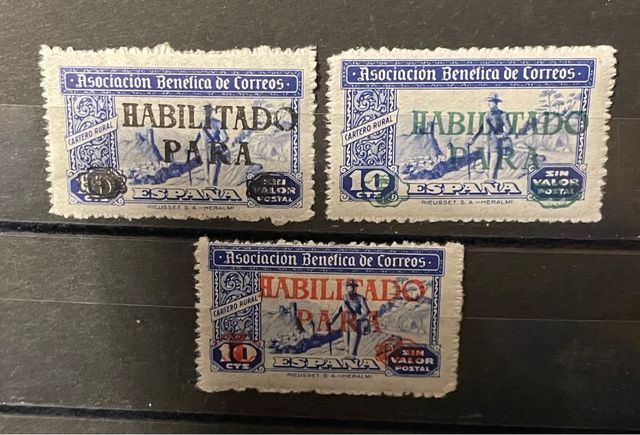 · Asociación Benéfica de Correos ·
CARTERO RURAL
HABILITADO
PARA
5
ESPAÑA
SIN
VALOR
POSTAL
RIEUSSET S.A.-HERALMI
· Asociación Benéfica de Correos ·
CARTERO RURAL
HABILITADO
PARA
10
CTS
ESPAÑA
SIN
VALOR
POSTAL
RIEUSSET S.A.-HERALMI
· Asociación Benéfica de Correos ·
CARTERO RURAL
HABILITADO
PARA
10
CTS
ESPAÑA
SIN
VALOR
POSTAL
RIEUSSET S.A.-HERALMI